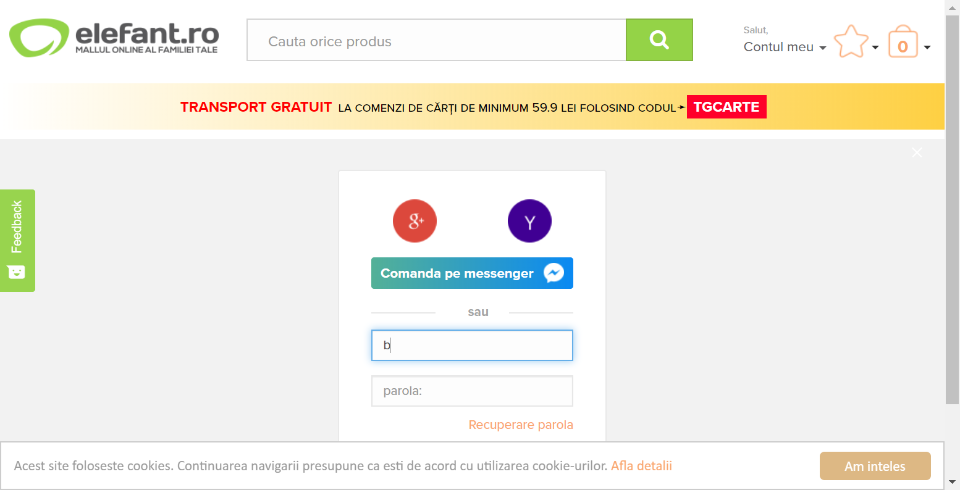 elefant.ro
MALLUL ONLINE AL FAMILIEI TALE
Cauta orice produs
Salut,
Contul meu
0
TRANSPORT GRATUIT LA COMENZI DE CĂRȚI DE MINIMUM 59.9 LEI FOLOSIND CODUL TGCARTE
Feedback
g+
Y
Comanda pe messenger
sau
b
parola:
Recuperare parola
Acest site foloseste cookies. Continuarea navigarii presupune ca esti de acord cu utilizarea cookie-urilor. Afla detalii
Am inteles